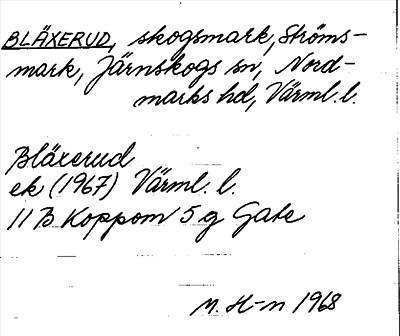 BLÄXERUD, skogsmark, Ströms-
mark, Järnskogs sn, Nord-
marks hd, Värml. l.
Bläxerud
ek (1967) Värml. l.
11 B Koppom 5 g Gate
M. H-n 1968